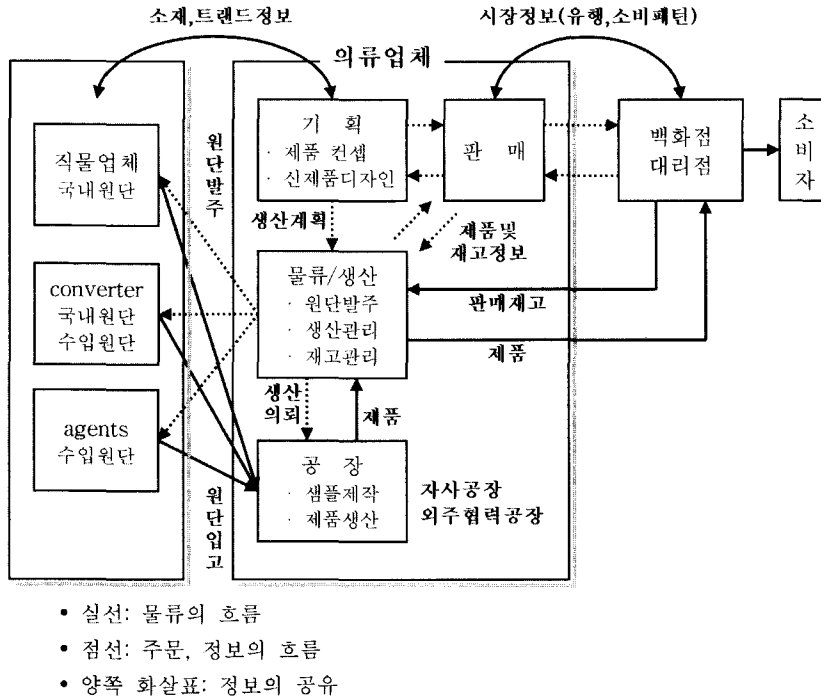 소재,트랜드정보
시장정보(유행,소비패턴)
의류업체
직물업체
국내원단
converter
국내원단
수입원단
agents
수입원단
원단발주
원단입고
기 획
· 제품 컨셉
· 신제품디자인
판 매
백화점
대리점
소비자
생산계획
제품및
재고정보
물류/생산
· 원단발주
· 생산관리
· 재고관리
판매재고
제품
생산
의뢰
제품
공 장
· 샘플제작
· 제품생산
자사공장
외주협력공장
• 실선: 물류의 흐름
• 점선: 주문, 정보의 흐름
• 양쪽 화살표: 정보의 공유